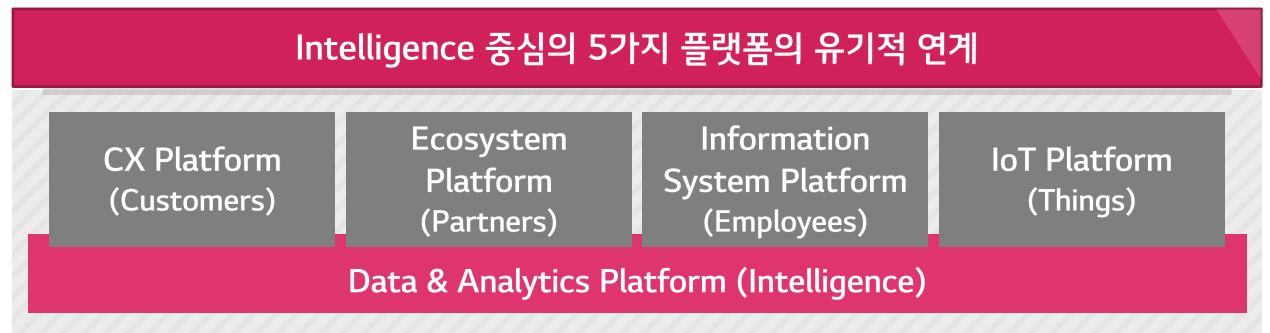 Intelligence 중심의 5가지 플랫폼의 유기적 연계
CX Platform
(Customers)
Ecosystem
Platform
(Partners)
Information
System Platform
(Employees)
IoT Platform
(Things)
Data & Analytics Platform (Intelligence)